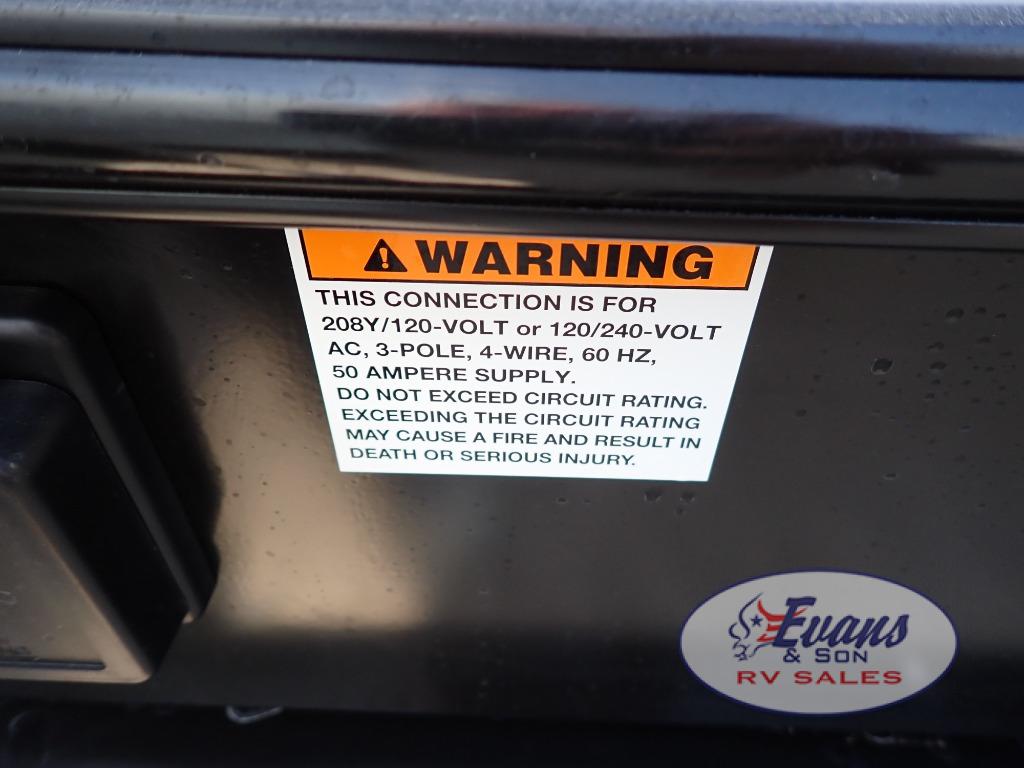 WARNING
THIS CONNECTION IS FOR
208Y/120-VOLT or 120/240-VOLT
AC, 3-POLE, 4-WIRE, 60 HZ,
50 AMPERE SUPPLY.
DO NOT EXCEED CIRCUIT RATING.
EXCEEDING THE CIRCUIT RATING
MAY CAUSE A FIRE AND RESULT IN
DEATH OR SERIOUS INJURY.
Evans
& SON
RV SALES